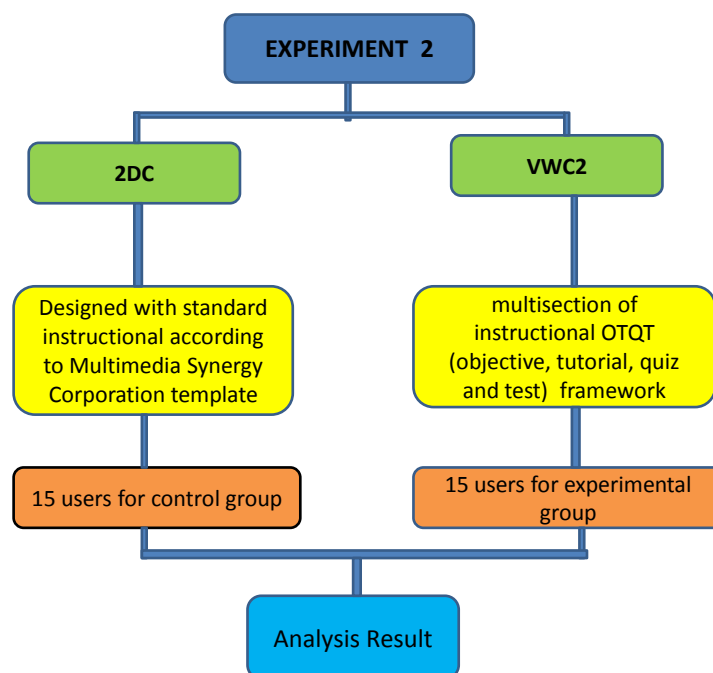 EXPERIMENT 2
2DC
VWC2
Designed with standard
instructional according
to Multimedia Synergy
Corporation template
multisection of
instructional OTQT
(objective, tutorial, quiz
and test) framework
15 users for control group
15 users for experimental
group
Analysis Result